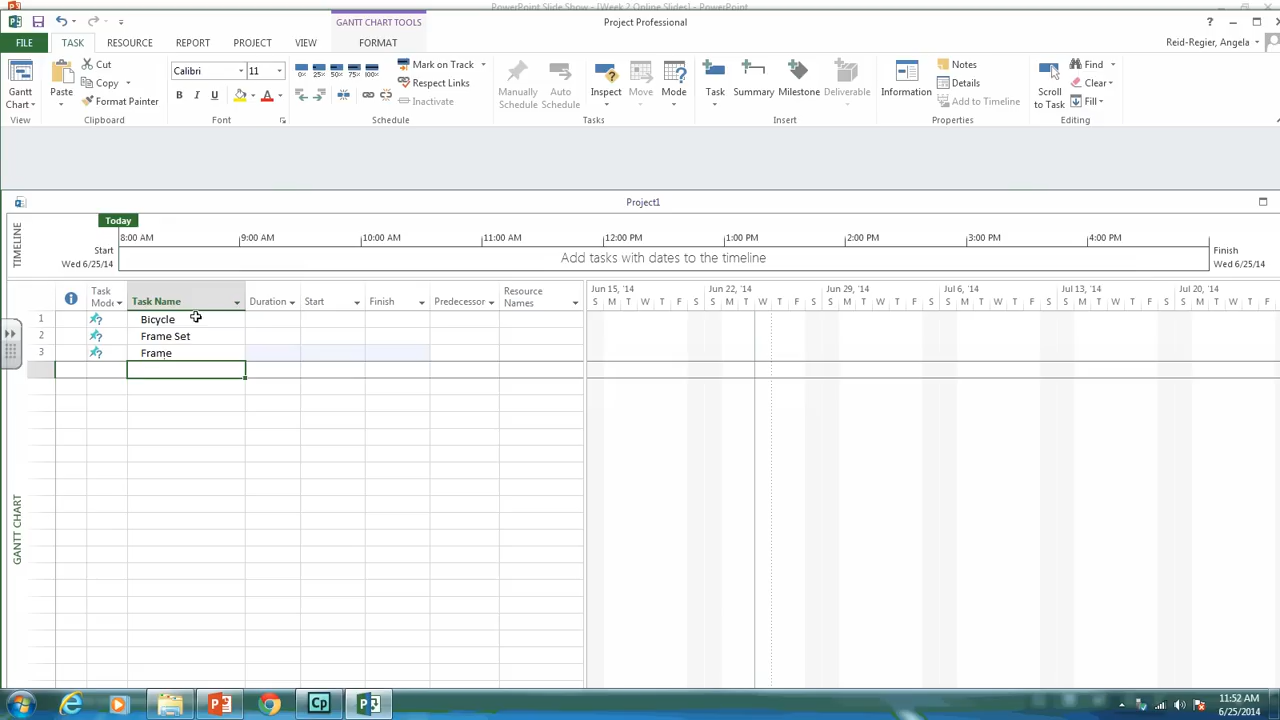 PowerPoint Slide Show - [Week 2 Online Slides] - PowerPoint
GANTT CHART TOOLS
Project Professional
?
FILE TASK RESOURCE REPORT PROJECT VIEW FORMAT
Reid-Regier, Angela
Gantt Chart
View
Paste
Cut
Copy
Format Painter
Clipboard
Calibri 11
B I U A
Font
0% 25% 50% 75% 100%
Mark on Track
Respect Links
Inactivate
Schedule
Manually Schedule
Auto Schedule
Inspect
Move
Mode
Tasks
Task
Summary
Milestone
Deliverable
Insert
Information
Notes
Details
Add to Timeline
Properties
Scroll to Task
Find
Clear
Fill
Editing
Project1
TIMELINE
Today
8:00 AM 9:00 AM 10:00 AM 11:00 AM 12:00 PM 1:00 PM 2:00 PM 3:00 PM 4:00 PM
Start
Wed 6/25/14
Add tasks with dates to the timeline
Finish
Wed 6/25/14
Task Mode Task Name Duration Start Finish Predecessor Resource Names
Jun 15, '14 Jun 22, '14 Jun 29, '14 Jul 6, '14 Jul 13, '14 Jul 20, '14
S M T W T F S S M T W T F S S M T W T F S S M T W T F S S M T W T F S S M T W T F
1 Bicycle
2 Frame Set
3 Frame
GANTT CHART
Cp
11:52 AM
6/25/2014